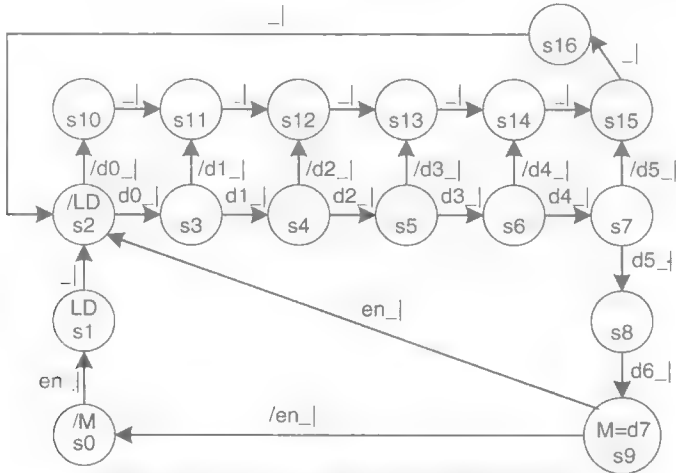 _|
s16
_|
s10 _| s11 _| s12 _| s13 _| s14 _| s15
/d0_| /d1_| /d2_| /d3_| /d4_| /d5_|
/LD d0_| d1_| d2_| d3_| d4_|
s2 s3 s4 s5 s6 s7
_| d5_|
LD en_|
s1 s8
en_| d6_|
/M /en_| M=d7
s0 s9